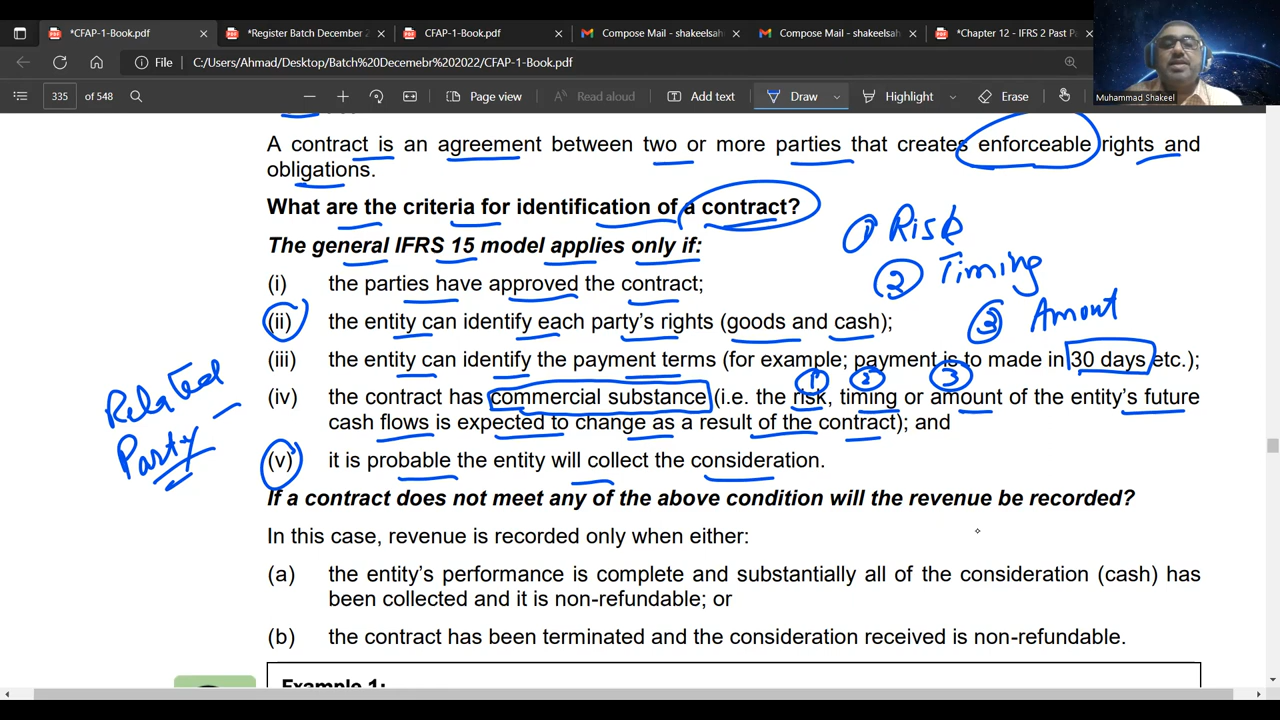 *CFAP-1-Book.pdf
*Register Batch December 2
CFAP-1-Book.pdf
Compose Mail - shakeelsah
Compose Mail - shakeelsah
*Chapter 12 - IFRS 2 Past Pa
File
C:/Users/Ahmad/Desktop/Batch%20Decemebr%202022/CFAP-1-Book.pdf
335
of 548
Page view
Read aloud
Add text
Draw
Highlight
Erase
Muhammad Shakeel
A contract is an agreement between two or more parties that creates enforceable rights and
obligations.
What are the criteria for identification of a contract?
① Risk
The general IFRS 15 model applies only if:
② Timing
(i) the parties have approved the contract;
③ Amount
(ii) the entity can identify each party's rights (goods and cash);
(iii) the entity can identify the payment terms (for example; payment is to made in 30 days etc.);
① ② ③
Related
Party
(iv) the contract has commercial substance (i.e. the risk, timing or amount of the entity's future
cash flows is expected to change as a result of the contract); and
(v) it is probable the entity will collect the consideration.
If a contract does not meet any of the above condition will the revenue be recorded?
In this case, revenue is recorded only when either:
(a) the entity's performance is complete and substantially all of the consideration (cash) has
been collected and it is non-refundable; or
(b) the contract has been terminated and the consideration received is non-refundable.
Example 1: